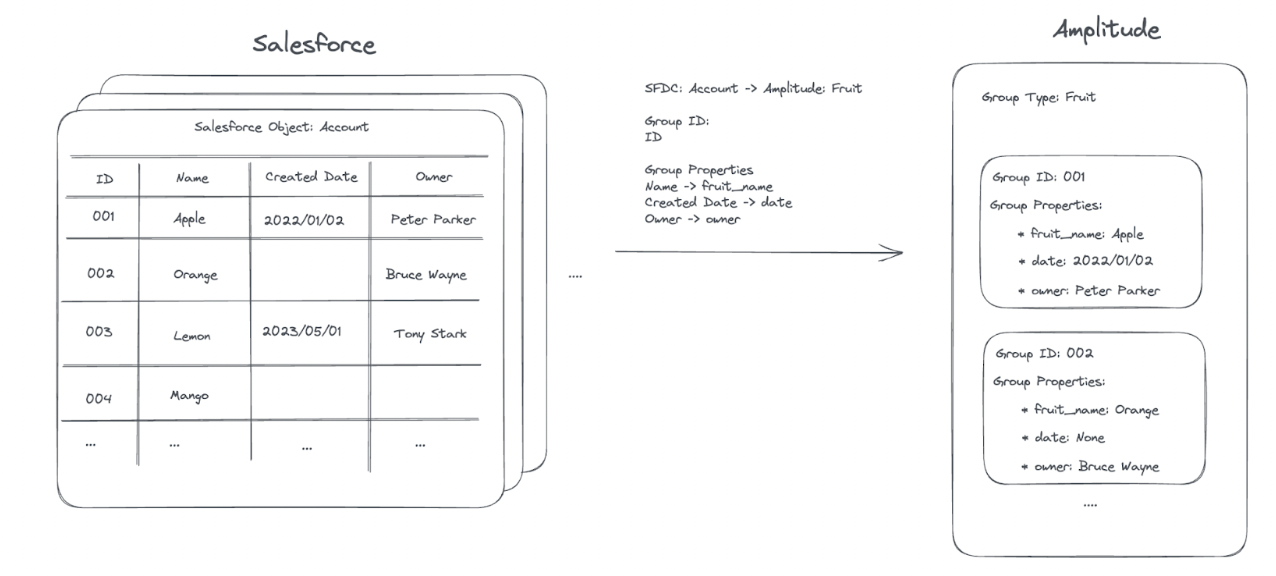 Salesforce
Salesforce Object: Account
ID Name Created Date Owner
001 Apple 2022/01/02 Peter Parker
002 Orange Bruce Wayne
003 Lemon 2023/05/01 Tony Stark
004 Mango
... ... ... ...
....
SFDC: Account -> Amplitude: Fruit
Group ID:
ID
Group Properties
Name -> fruit_name
Created Date -> date
Owner -> owner
Amplitude
Group Type: Fruit
Group ID: 001
Group Properties:
* fruit_name: Apple
* date: 2022/01/02
* owner: Peter Parker
Group ID: 002
Group Properties:
* fruit_name: Orange
* date: None
* owner: Bruce Wayne
....